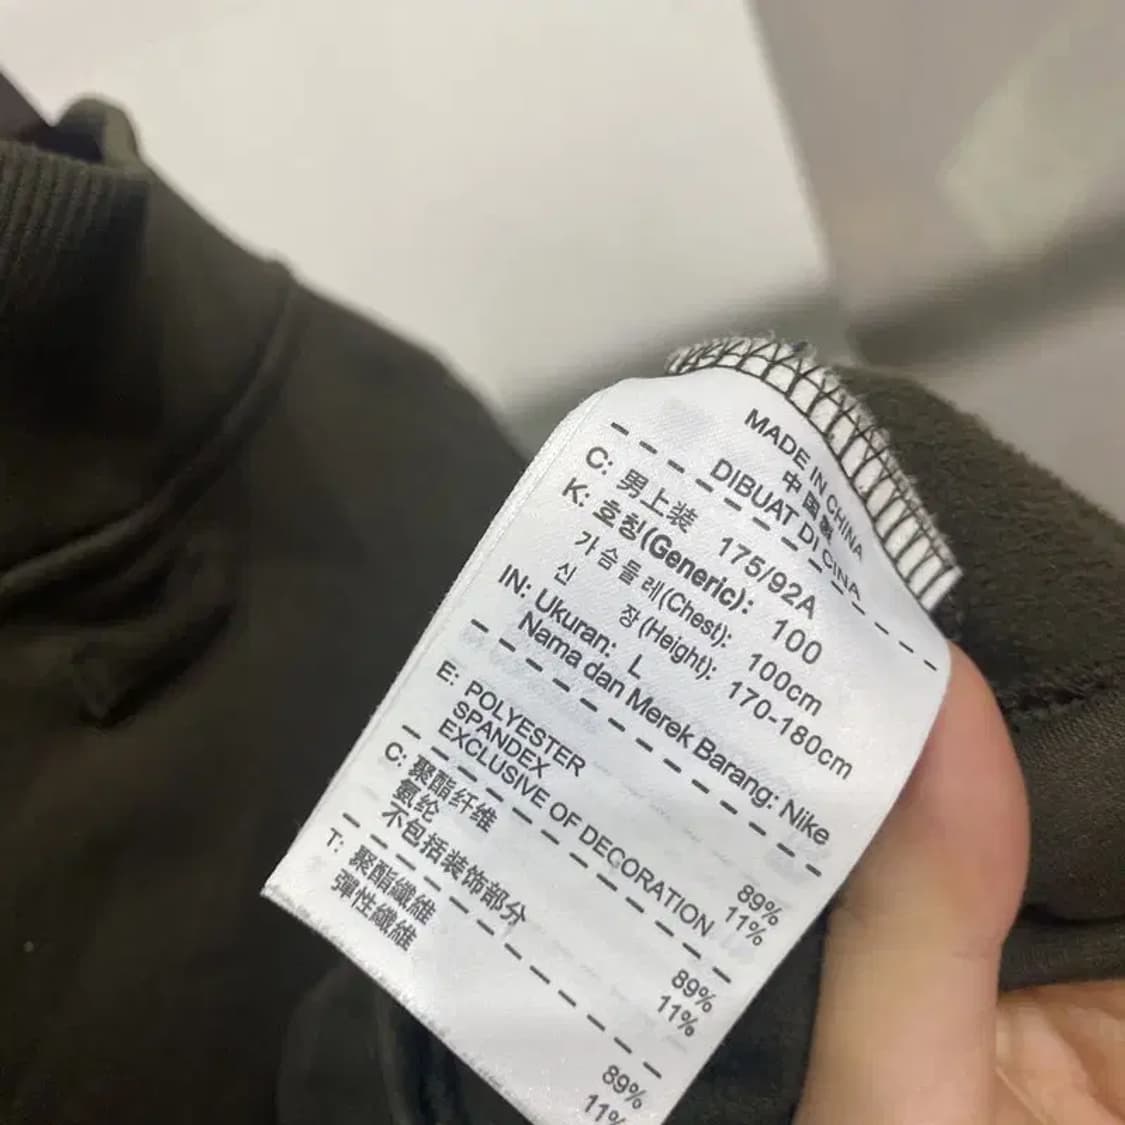 MADE IN CHINA
中国製
DIBUAT DI CINA
C: 男上装 175/92A
K: 호칭(Generic): 100
가슴둘레(Chest): 100cm
신 장(Height): 170-180cm
IN: Ukuran: L
Nama dan Merek Barang: Nike
E: POLYESTER 89%
SPANDEX 11%
EXCLUSIVE OF DECORATION
C: 聚酯纤维 89%
氨纶 11%
不包括装饰部分
T: 聚酯纖維 89%
彈性纖維 11%